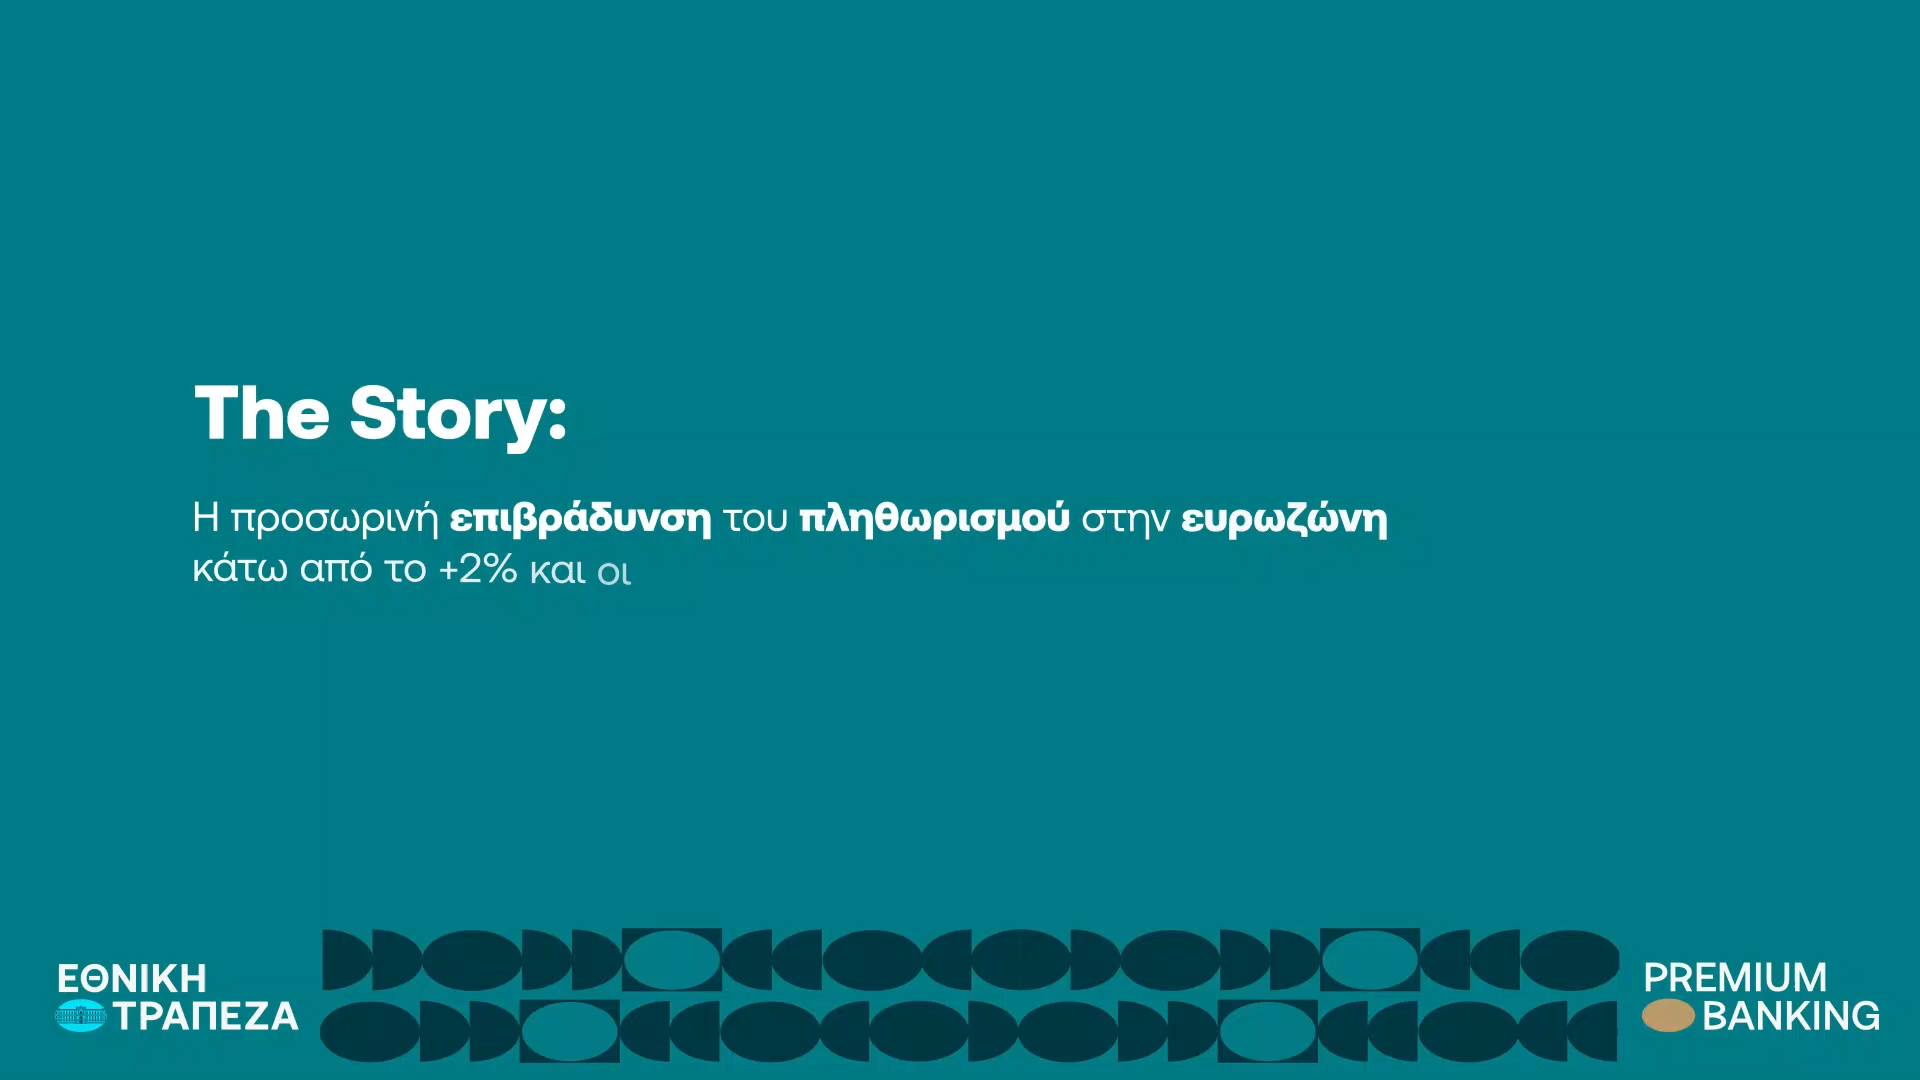 The Story:
Η προσωρινή επιβράδυνση του πληθωρισμού στην ευρωζώνη
κάτω από το +2% και οι
ΕΘΝΙΚΗ
ΤΡΑΠΕΖΑ
PREMIUM
BANKING